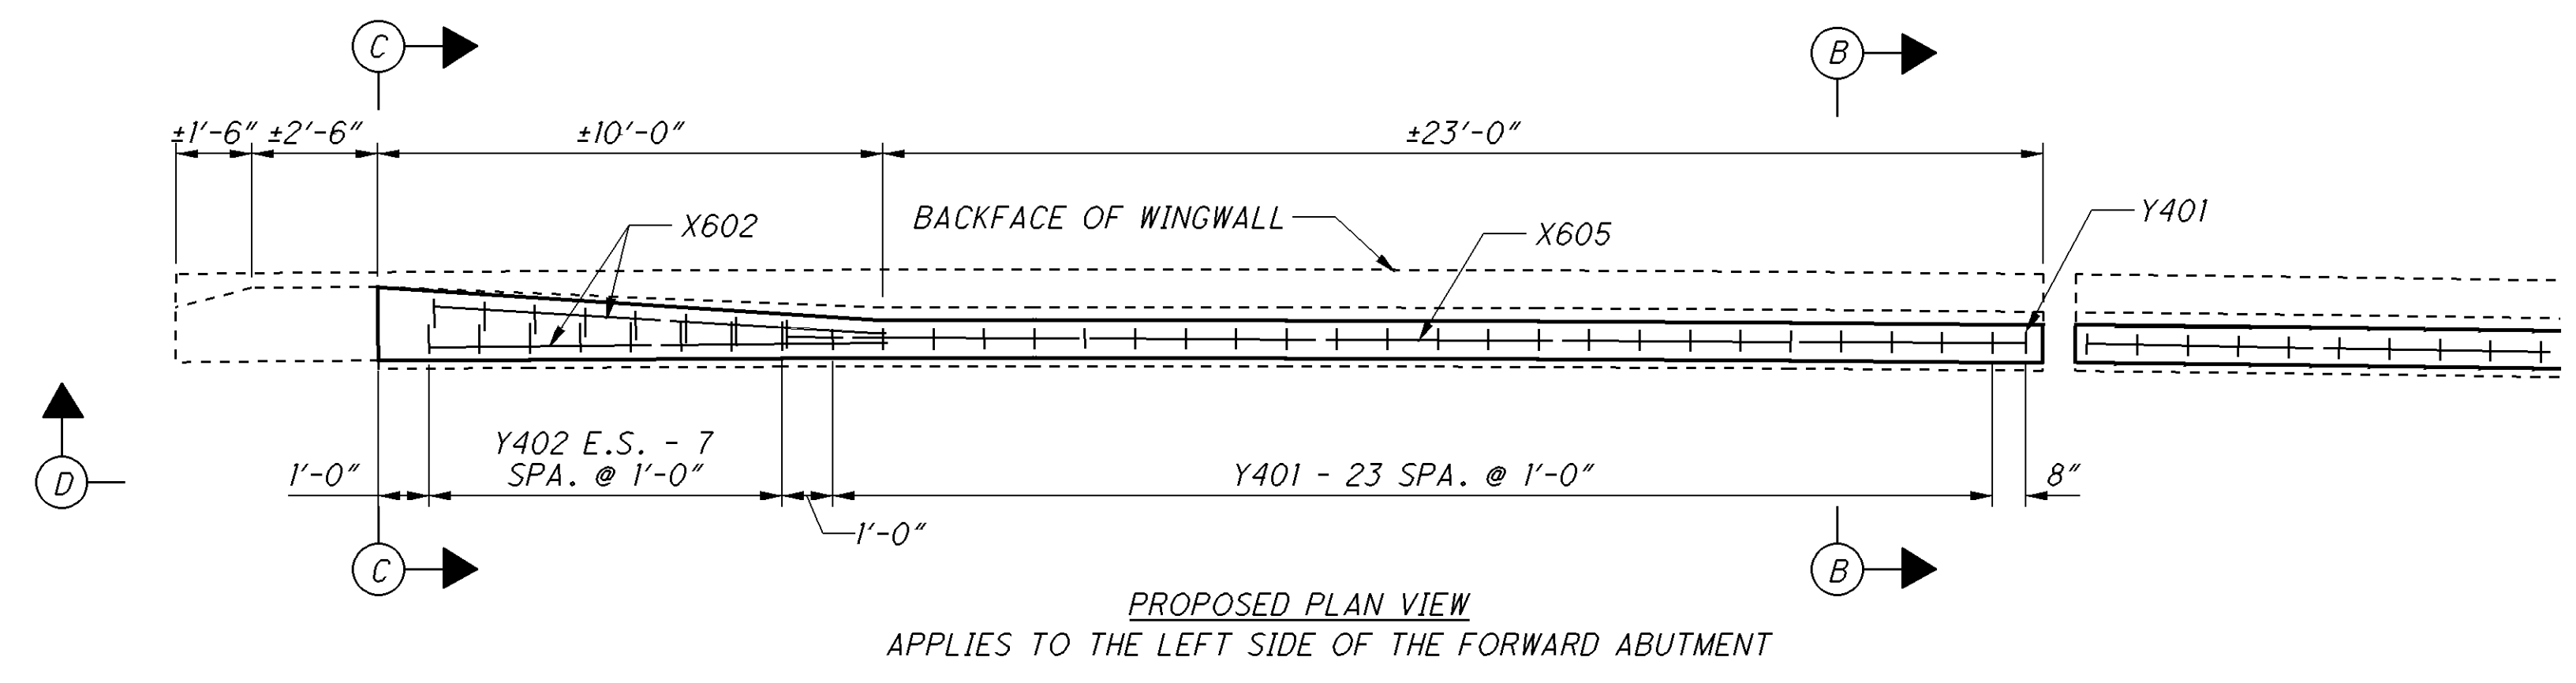 C
B
±1'-6" ±2'-6"
±10'-0"
±23'-0"
BACKFACE OF WINGWALL
X602
X605
Y401
Y402 E.S. - 7
SPA. @ 1'-0"
1'-0"
1'-0"
Y401 - 23 SPA. @ 1'-0"
8"
D
C
B
PROPOSED PLAN VIEW
APPLIES TO THE LEFT SIDE OF THE FORWARD ABUTMENT